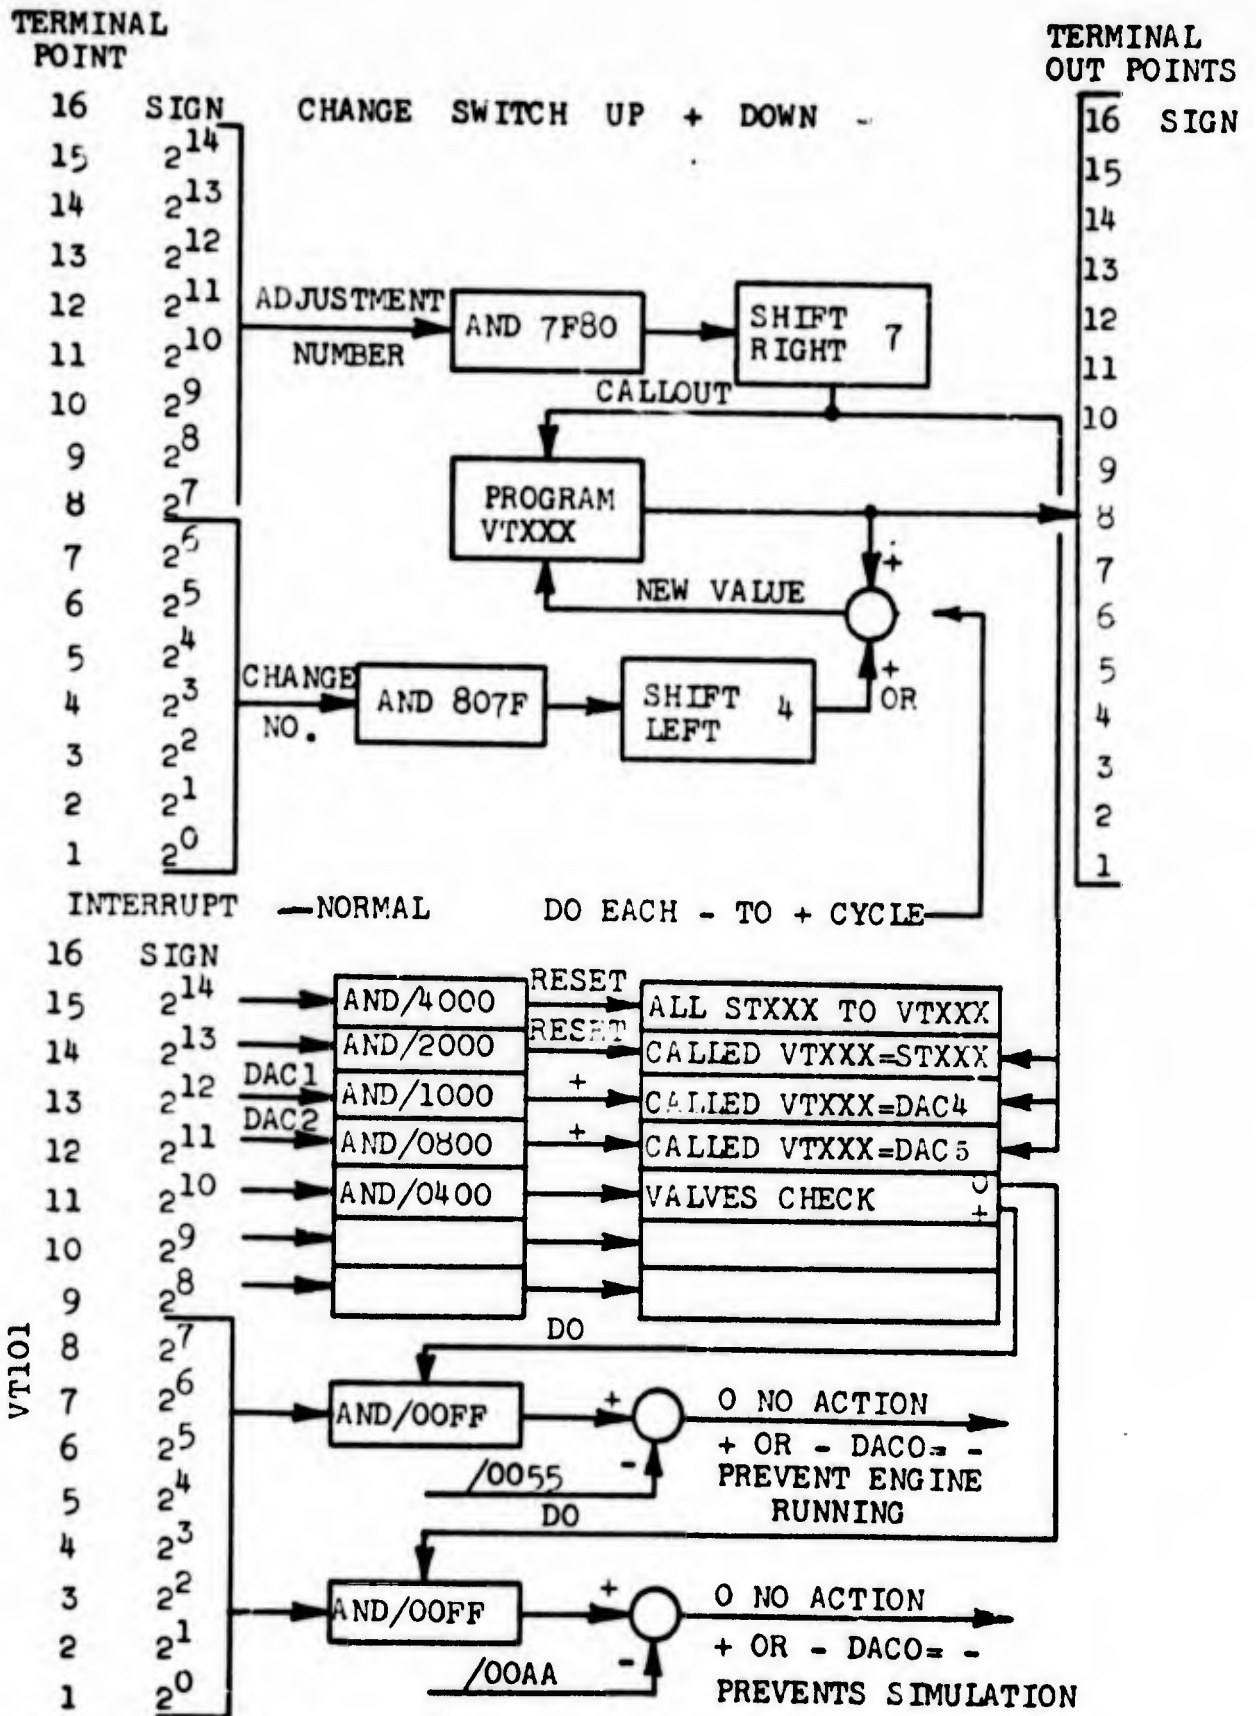 TERMINAL POINT
TERMINAL OUT POINTS
16 SIGN CHANGE SWITCH UP + DOWN - 16 SIGN
15 2^14 15
14 2^13 14
13 2^12 13
12 2^11 ADJUSTMENT NUMBER AND 7F80 SHIFT RIGHT 7 12
11 2^10 11
10 2^9 CALLOUT 10
9 2^8 9
8 2^7 PROGRAM VTXXX 8
7 2^6 + 7
6 2^5 NEW VALUE 6
5 2^4 + OR 5
4 2^3 CHANGE NO. AND 807F SHIFT LEFT 4 4
3 2^2 3
2 2^1 2
1 2^0 1
INTERRUPT —NORMAL DO EACH - TO + CYCLE
16 SIGN
15 2^14 AND/4000 RESET ALL STXXX TO VTXXX
14 2^13 AND/2000 RESET CALLED VTXXX=STXXX
13 2^12 DAC1 AND/1000 + CALLED VTXXX=DAC4
12 2^11 DAC2 AND/0800 + CALLED VTXXX=DAC5
11 2^10 AND/0400 VALVES CHECK 0 +
10 2^9
9 2^8
VT101
8 2^7 DO
7 2^6 AND/00FF + 0 NO ACTION
6 2^5 /0055 - + OR - DAC0= -
PREVENT ENGINE
5 2^4 RUNNING
4 2^3 DO
3 2^2 AND/00FF + 0 NO ACTION
2 2^1 /00AA - + OR - DAC0= -
1 2^0 PREVENTS SIMULATION